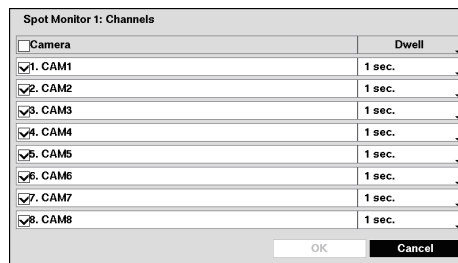 Spot Monitor 1: Channels
Camera Dwell
1. CAM1 1 sec.
2. CAM2 1 sec.
3. CAM3 1 sec.
4. CAM4 1 sec.
5. CAM5 1 sec.
6. CAM6 1 sec.
7. CAM7 1 sec.
8. CAM8 1 sec.
OK Cancel